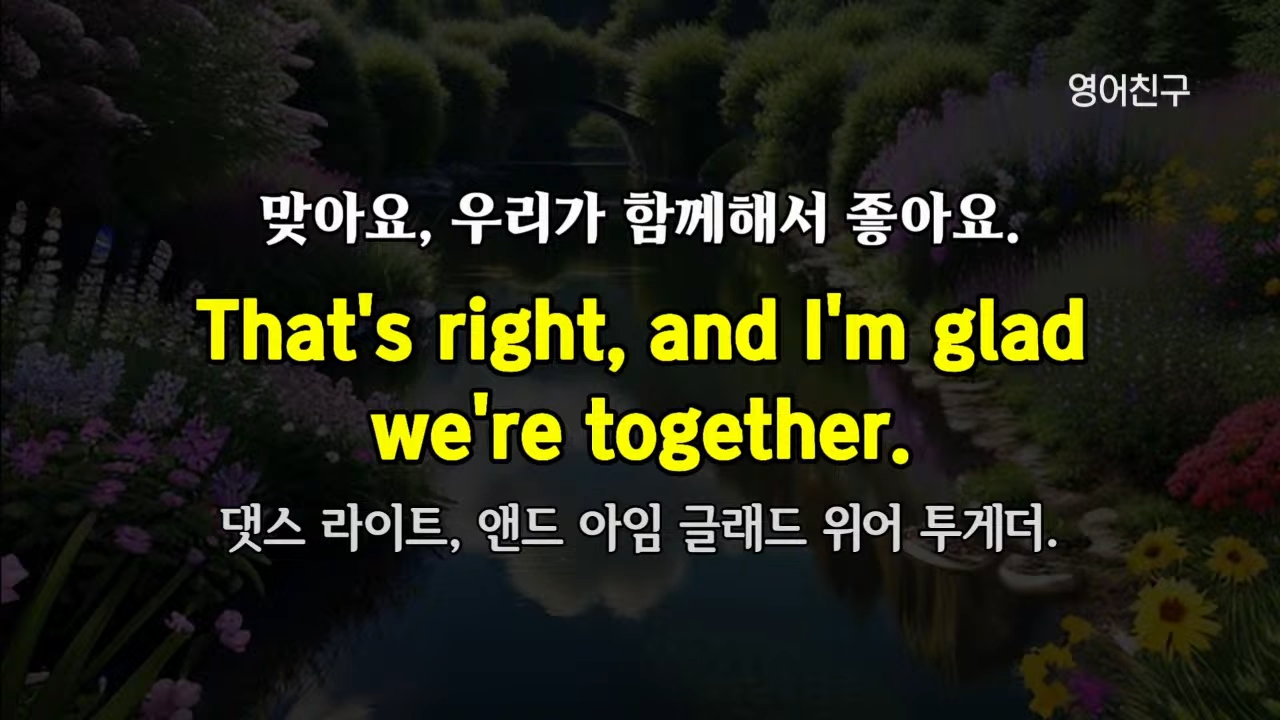 영어친구
맞아요, 우리가 함께해서 좋아요.
That's right, and I'm glad
we're together.
댓스 라이트, 앤드 아임 글래드 위어 투게더.